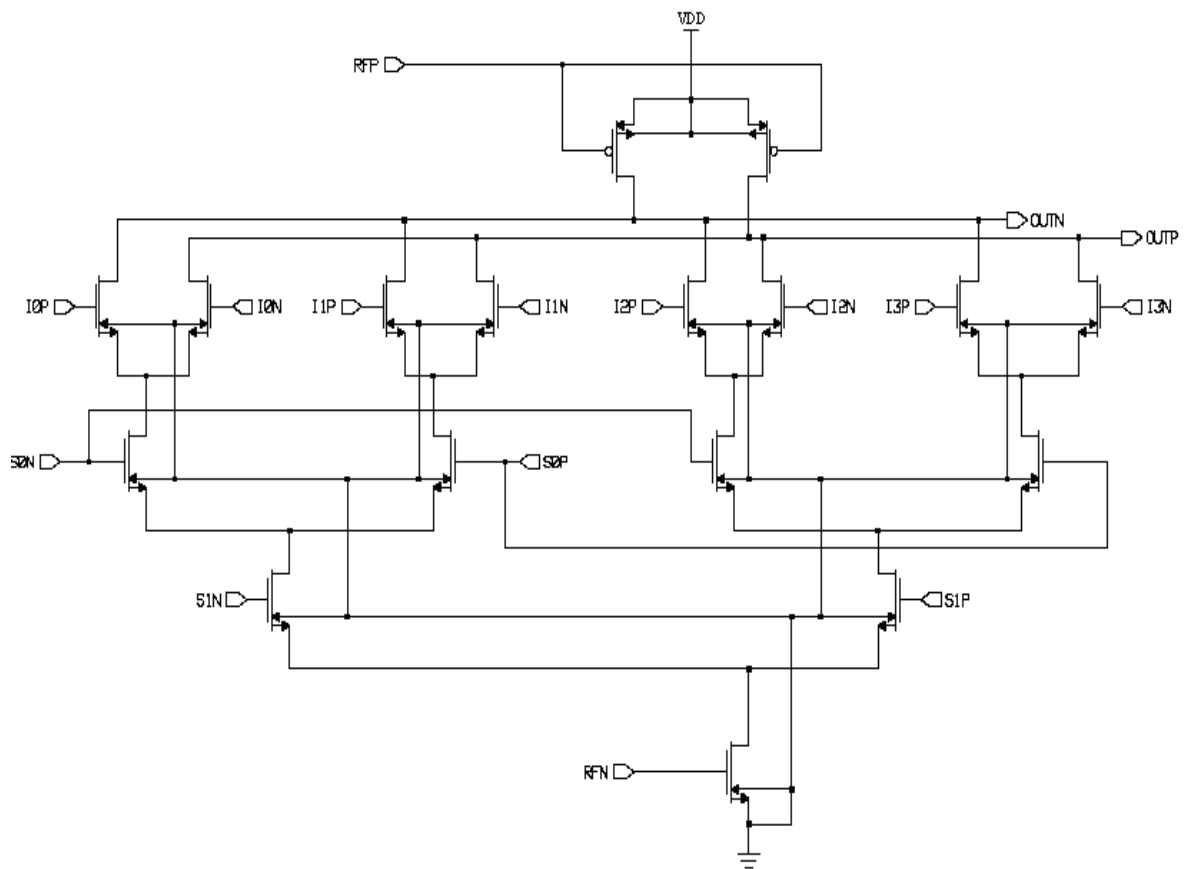 VDD
RFP
OUTN
OUTP
I0P
I0N
I1P
I1N
I2P
I2N
I3P
I3N
S0N
S0P
S1N
S1P
RFN